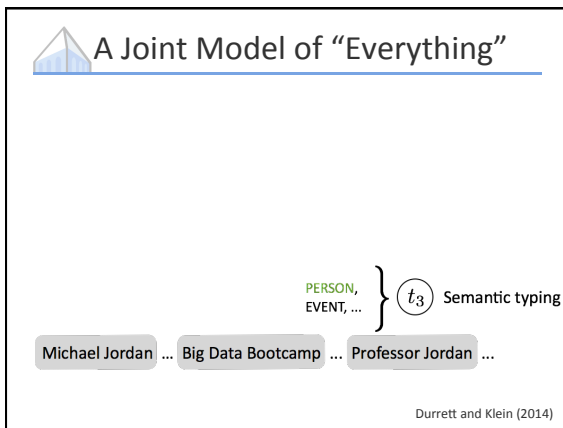 A Joint Model of “Everything”
PERSON,
EVENT, ...
t₃ Semantic typing
Michael Jordan ... Big Data Bootcamp ... Professor Jordan ...
Durrett and Klein (2014)